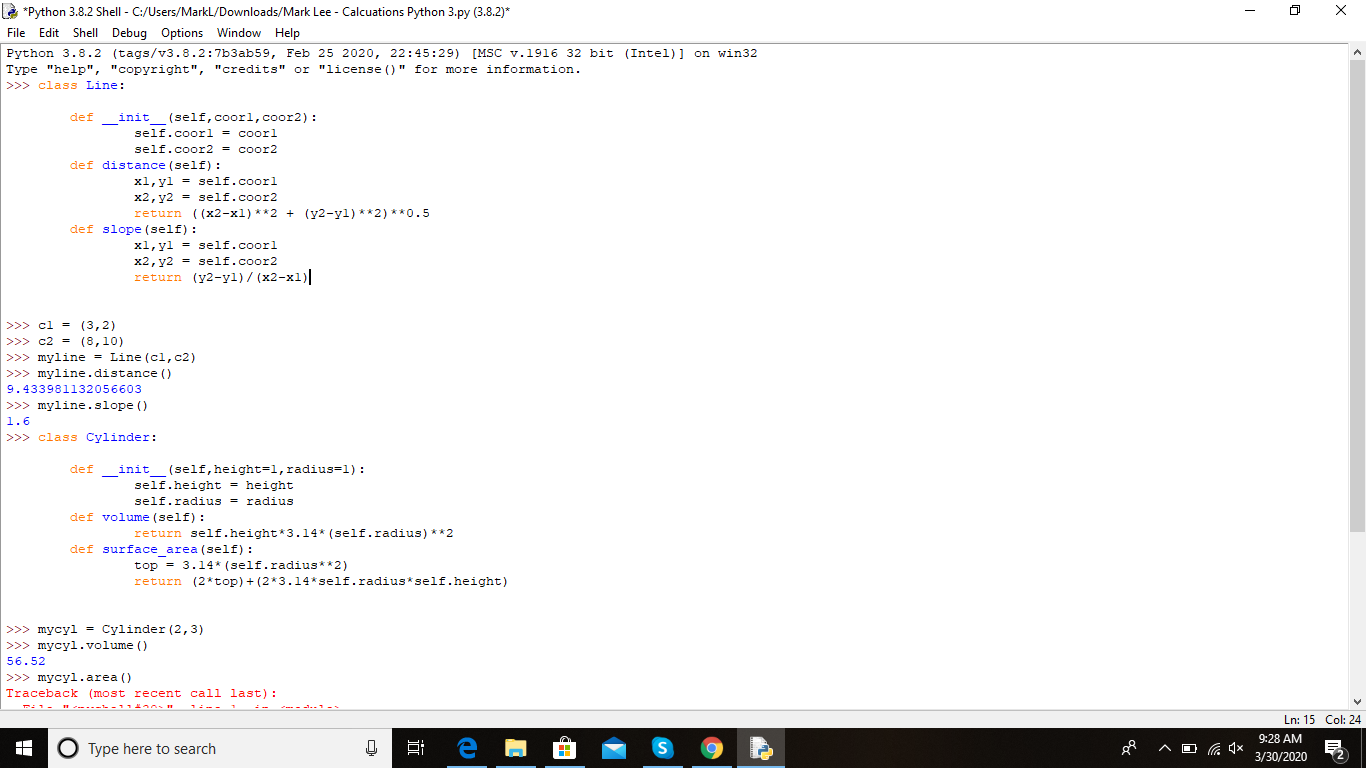 *Python 3.8.2 Shell - C:/Users/MarkL/Downloads/Mark Lee - Calcuations Python 3.py (3.8.2)*
File Edit Shell Debug Options Window Help
Python 3.8.2 (tags/v3.8.2:7b3ab59, Feb 25 2020, 22:45:29) [MSC v.1916 32 bit (Intel)] on win32
Type "help", "copyright", "credits" or "license()" for more information.
>>> class Line:
def __init__(self,coor1,coor2):
self.coor1 = coor1
self.coor2 = coor2
def distance(self):
x1,y1 = self.coor1
x2,y2 = self.coor2
return ((x2-x1)**2 + (y2-y1)**2)**0.5
def slope(self):
x1,y1 = self.coor1
x2,y2 = self.coor2
return (y2-y1)/(x2-x1)
>>> c1 = (3,2)
>>> c2 = (8,10)
>>> myline = Line(c1,c2)
>>> myline.distance()
9.433981132056603
>>> myline.slope()
1.6
>>> class Cylinder:
def __init__(self,height=1,radius=1):
self.height = height
self.radius = radius
def volume(self):
return self.height*3.14*(self.radius)**2
def surface_area(self):
top = 3.14*(self.radius**2)
return (2*top)+(2*3.14*self.radius*self.height)
>>> mycyl = Cylinder(2,3)
>>> mycyl.volume()
56.52
>>> mycyl.area()
Traceback (most recent call last):
Ln: 15 Col: 24
Type here to search
9:28 AM
3/30/2020
2